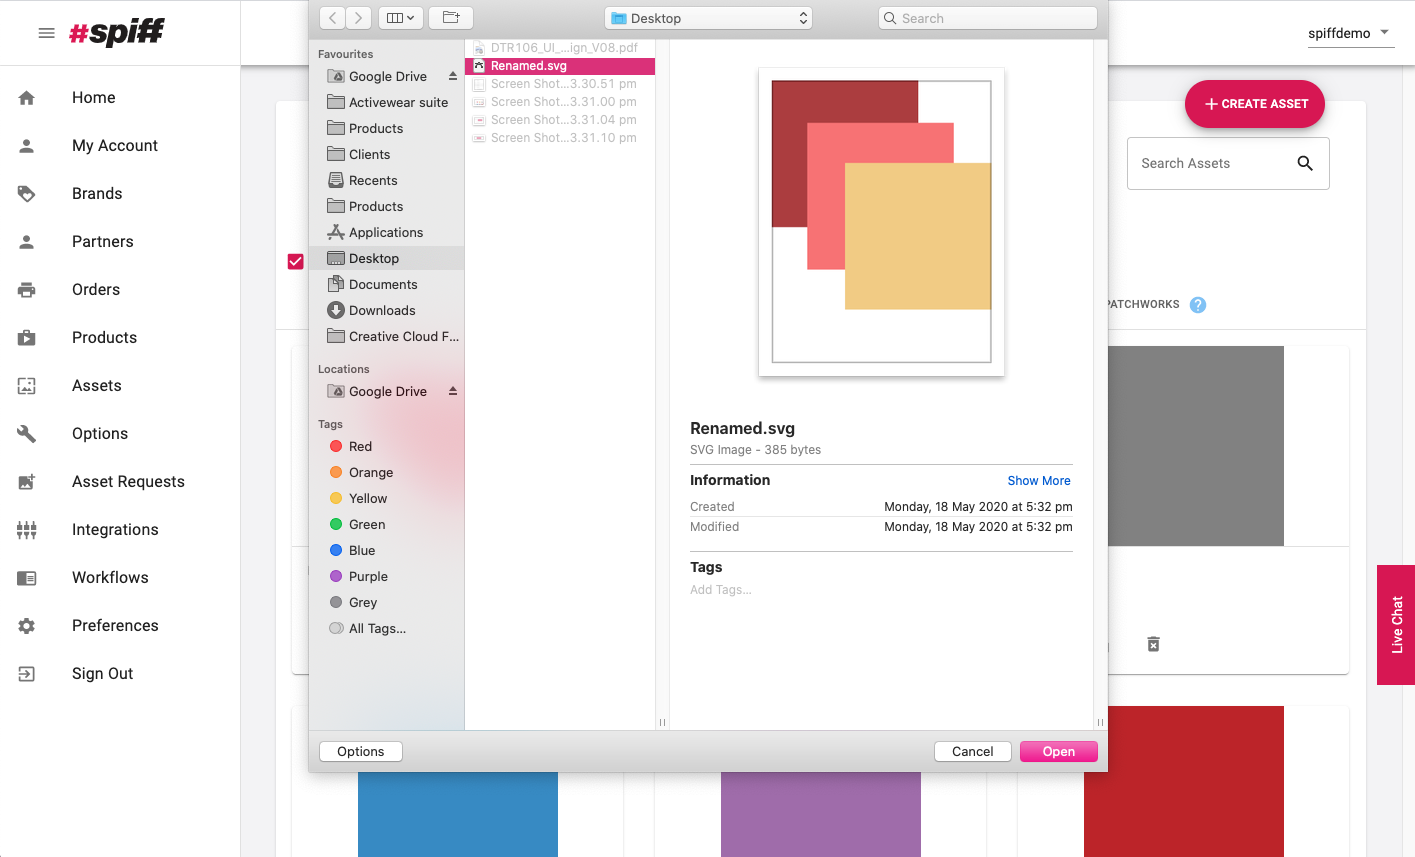 #spiff
Desktop
Search
spiffdemo
Home
My Account
Brands
Partners
Orders
Products
Assets
Options
Asset Requests
Integrations
Workflows
Preferences
Sign Out
Favourites
Google Drive
Activewear suite
Products
Clients
Recents
Products
Applications
Desktop
Documents
Downloads
Creative Cloud F...
Locations
Google Drive
Tags
Red
Orange
Yellow
Green
Blue
Purple
Grey
All Tags...
DTR106_UI_...ign_V08.pdf
Renamed.svg
Screen Shot...3.30.51 pm
Screen Shot...3.31.00 pm
Screen Shot...3.31.04 pm
Screen Shot...3.31.10 pm
Renamed.svg
SVG Image - 385 bytes
Information Show More
Created Monday, 18 May 2020 at 5:32 pm
Modified Monday, 18 May 2020 at 5:32 pm
Tags
Add Tags...
Options
Cancel
Open
+ CREATE ASSET
Search Assets
PATCHWORKS ?
Live Chat